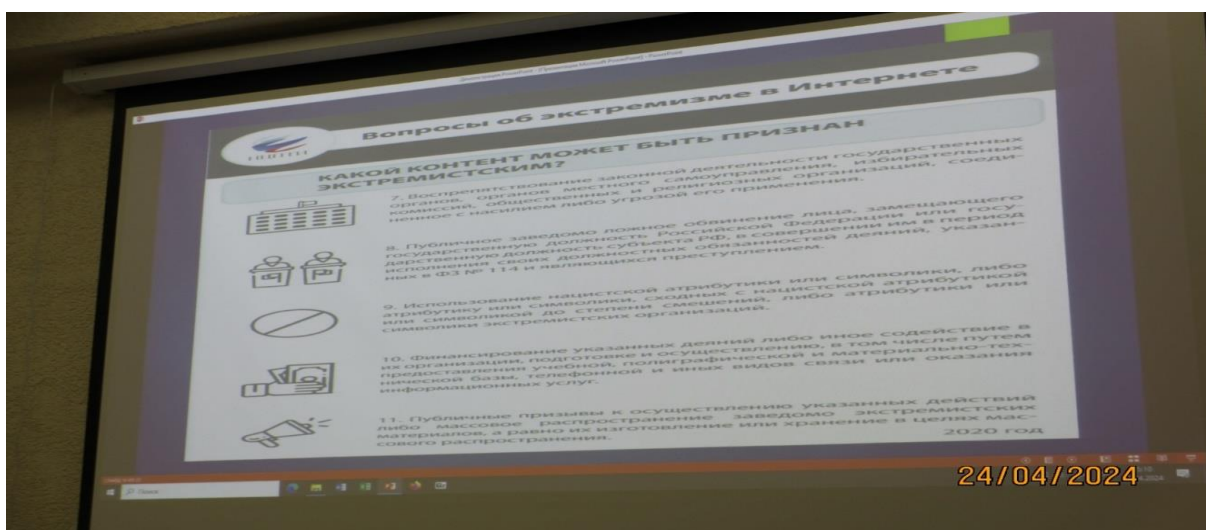 Вопросы об экстремизме в Интернете
КАКОЙ КОНТЕНТ МОЖЕТ БЫТЬ ПРИЗНАН
ЭКСТРЕМИСТСКИМ?
7. Воспрепятствование законной деятельности государственных
органов, органов местного самоуправления, избирательных
комиссий, общественных и религиозных организаций, соеди-
ненное с насилием либо угрозой его применения.
8. Публичное заведомо ложное обвинение лица, замещающего
государственную должность Российской Федерации или госу-
дарственную должность субъекта РФ, в совершении им в период
исполнения своих должностных обязанностей деяний, указан-
ных в ФЗ № 114 и являющихся преступлением.
9. Использование нацистской атрибутики или символики, либо
атрибутику или символики, сходных с нацистской атрибутикой
или символикой до степени смешений, либо атрибутики или
символики экстремистских организаций.
10. Финансирование указанных деяний либо иное содействие в
их организации, подготовке и осуществлению, в том числе путем
предоставления учебной, полиграфической и материально-тех-
нической базы, телефонной и иных видов связи или оказания
информационных услуг.
11. Публичные призывы к осуществлению указанных действий
либо массовое распространение заведомо экстремистских
материалов, а равно их изготовление или хранение в целях мас-
сового распространения.
2020 год
Поиск
24/04/2024